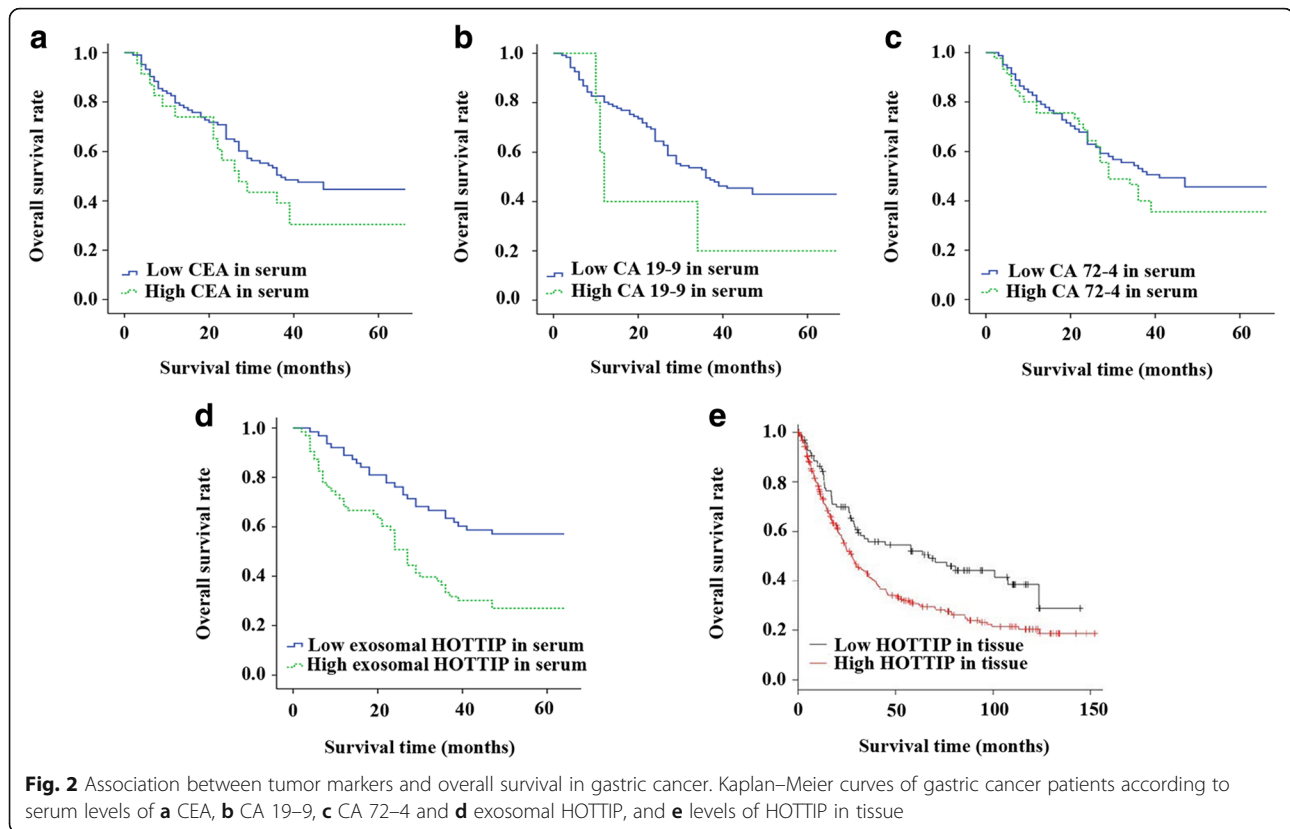 a
1.0
0.8
0.6
0.4
0.2
0.0
Overall survival rate
Low CEA in serum
High CEA in serum
0 20 40 60
Survival time (months)
b
1.0
0.8
0.6
0.4
0.2
0.0
Overall survival rate
Low CA 19-9 in serum
High CA 19-9 in serum
0 20 40 60
Survival time (months)
c
1.0
0.8
0.6
0.4
0.2
0.0
Overall survival rate
Low CA 72-4 in serum
High CA 72-4 in serum
0 20 40 60
Survival time (months)
d
1.0
0.8
0.6
0.4
0.2
0.0
Overall survival rate
Low exosomal HOTTIP in serum
High exosomal HOTTIP in serum
0 20 40 60
Survival time (months)
e
1.0
0.8
0.6
0.4
0.2
0.0
Overall survival rate
Low HOTTIP in tissue
High HOTTIP in tissue
0 50 100 150
Survival time (months)
Fig. 2 Association between tumor markers and overall survival in gastric cancer. Kaplan–Meier curves of gastric cancer patients according to
serum levels of a CEA, b CA 19–9, c CA 72–4 and d exosomal HOTTIP, and e levels of HOTTIP in tissue